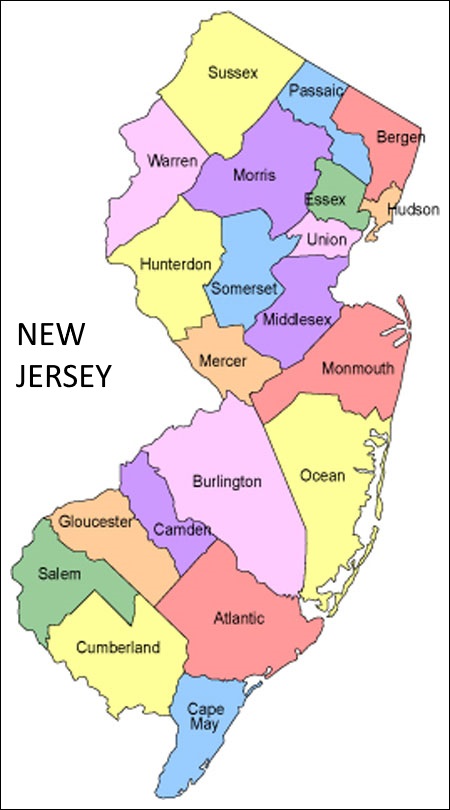 Sussex
Passaic
Bergen
Warren
Morris
Essex
Hudson
Union
Hunterdon
Somerset
Middlesex
NEW
JERSEY
Mercer
Monmouth
Ocean
Burlington
Gloucester
Camden
Salem
Atlantic
Cumberland
Cape
May